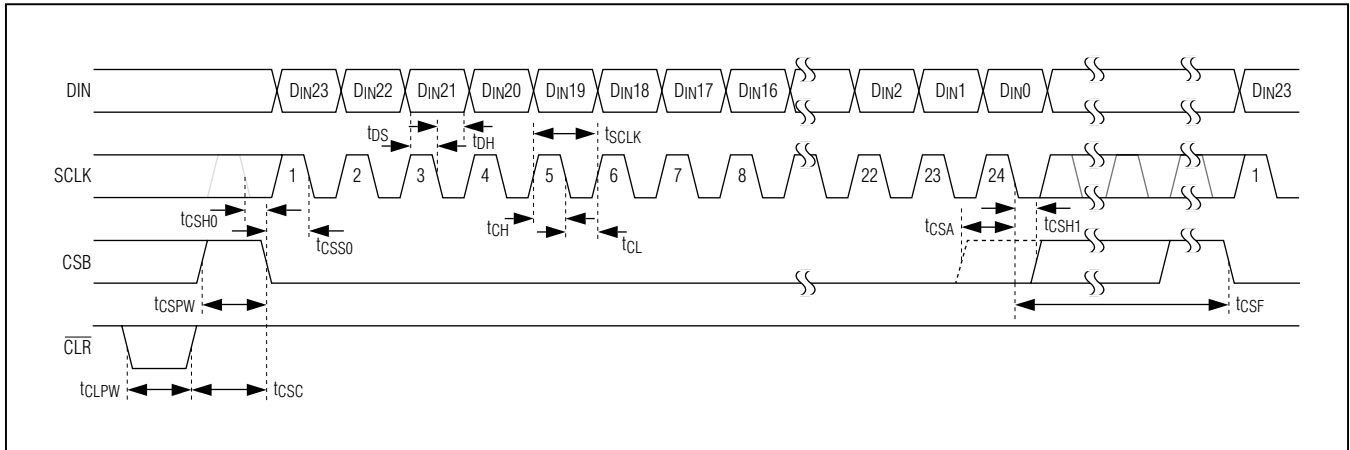 DIN DIN23 DIN22 DIN21 DIN20 DIN19 DIN18 DIN17 DIN16 DIN2 DIN1 DIN0 DIN23
tDS tDH tSCLK
SCLK 1 2 3 4 5 6 7 8 22 23 24 1
tCSH0 tCSS0 tCH tCL tCSA tCSH1
CSB
tCSPW tCSF
CLR
tCLPW tCSC